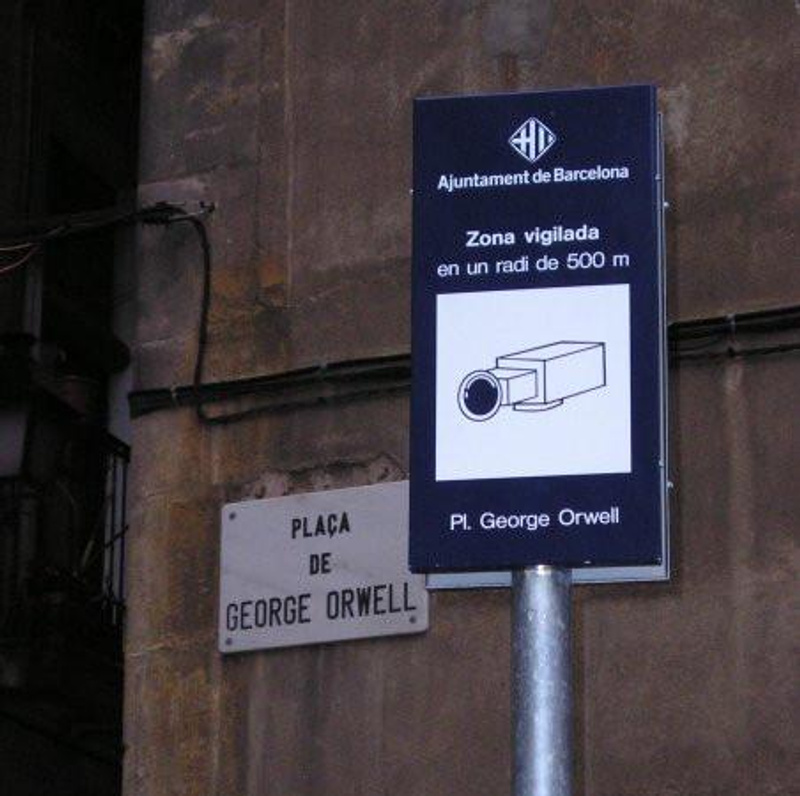 Ajuntament de Barcelona
Zona vigilada
en un radi de 500 m
Pl. George Orwell
PLAÇA
DE
GEORGE ORWELL